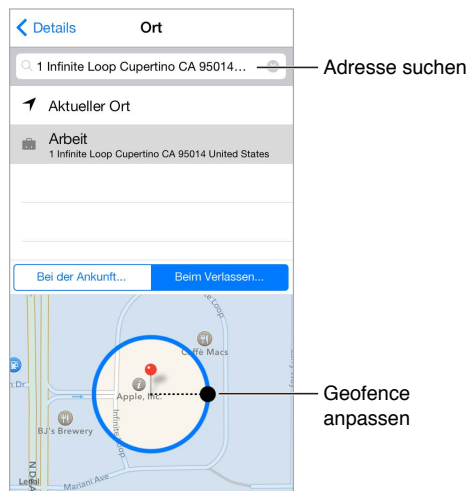 Details
Ort
1 Infinite Loop Cupertino CA 95014...
Adresse suchen
Aktueller Ort
Arbeit
1 Infinite Loop Cupertino CA 95014 United States
Bei der Ankunft...
Beim Verlassen...
Loop
Caffè Macs
n Dr
Apple, Inc.
Geofence
anpassen
BJ's Brewery
Infinite Loop
N D
Legal
Mariani Ave